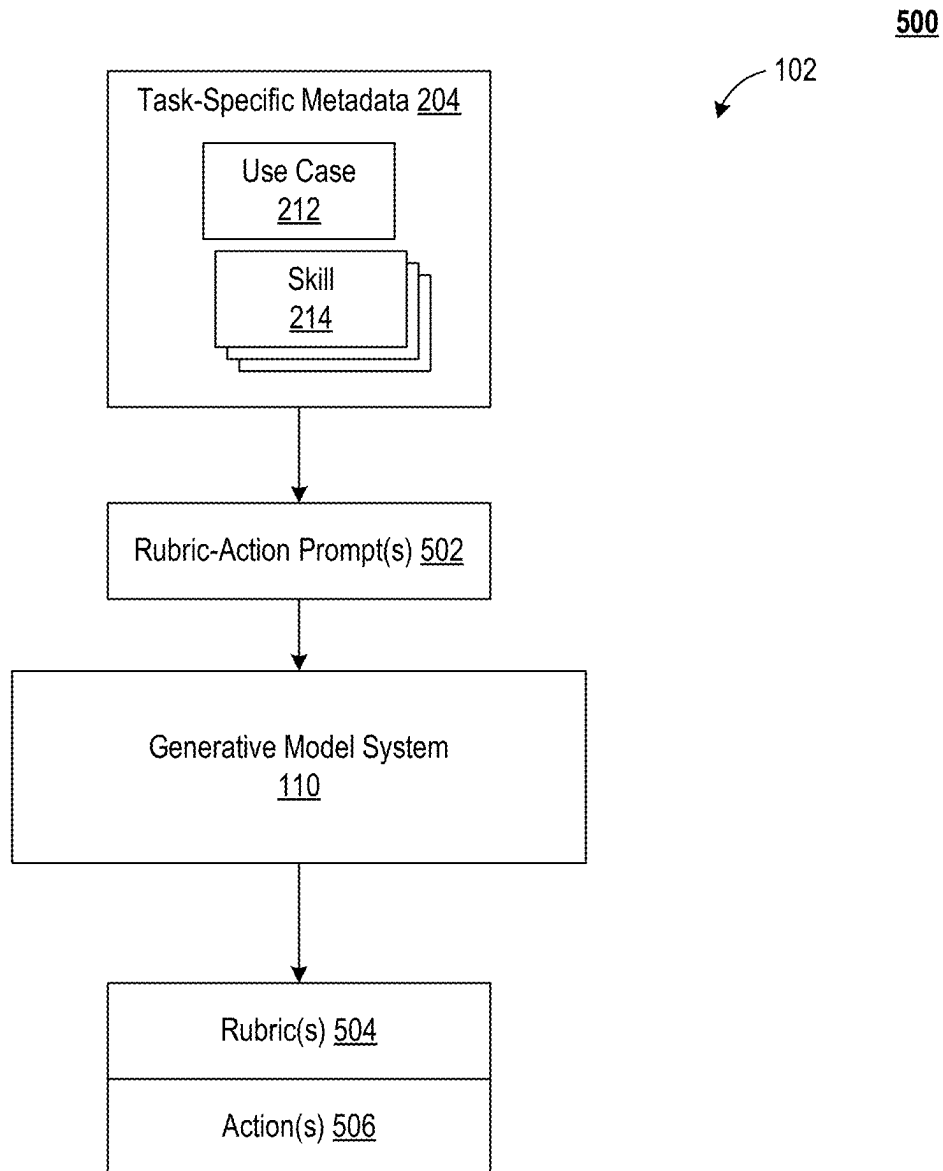 500
102
Task-Specific Metadata 204
Use Case
212
Skill
214
Rubric-Action Prompt(s) 502
Generative Model System
110
Rubric(s) 504
Action(s) 506